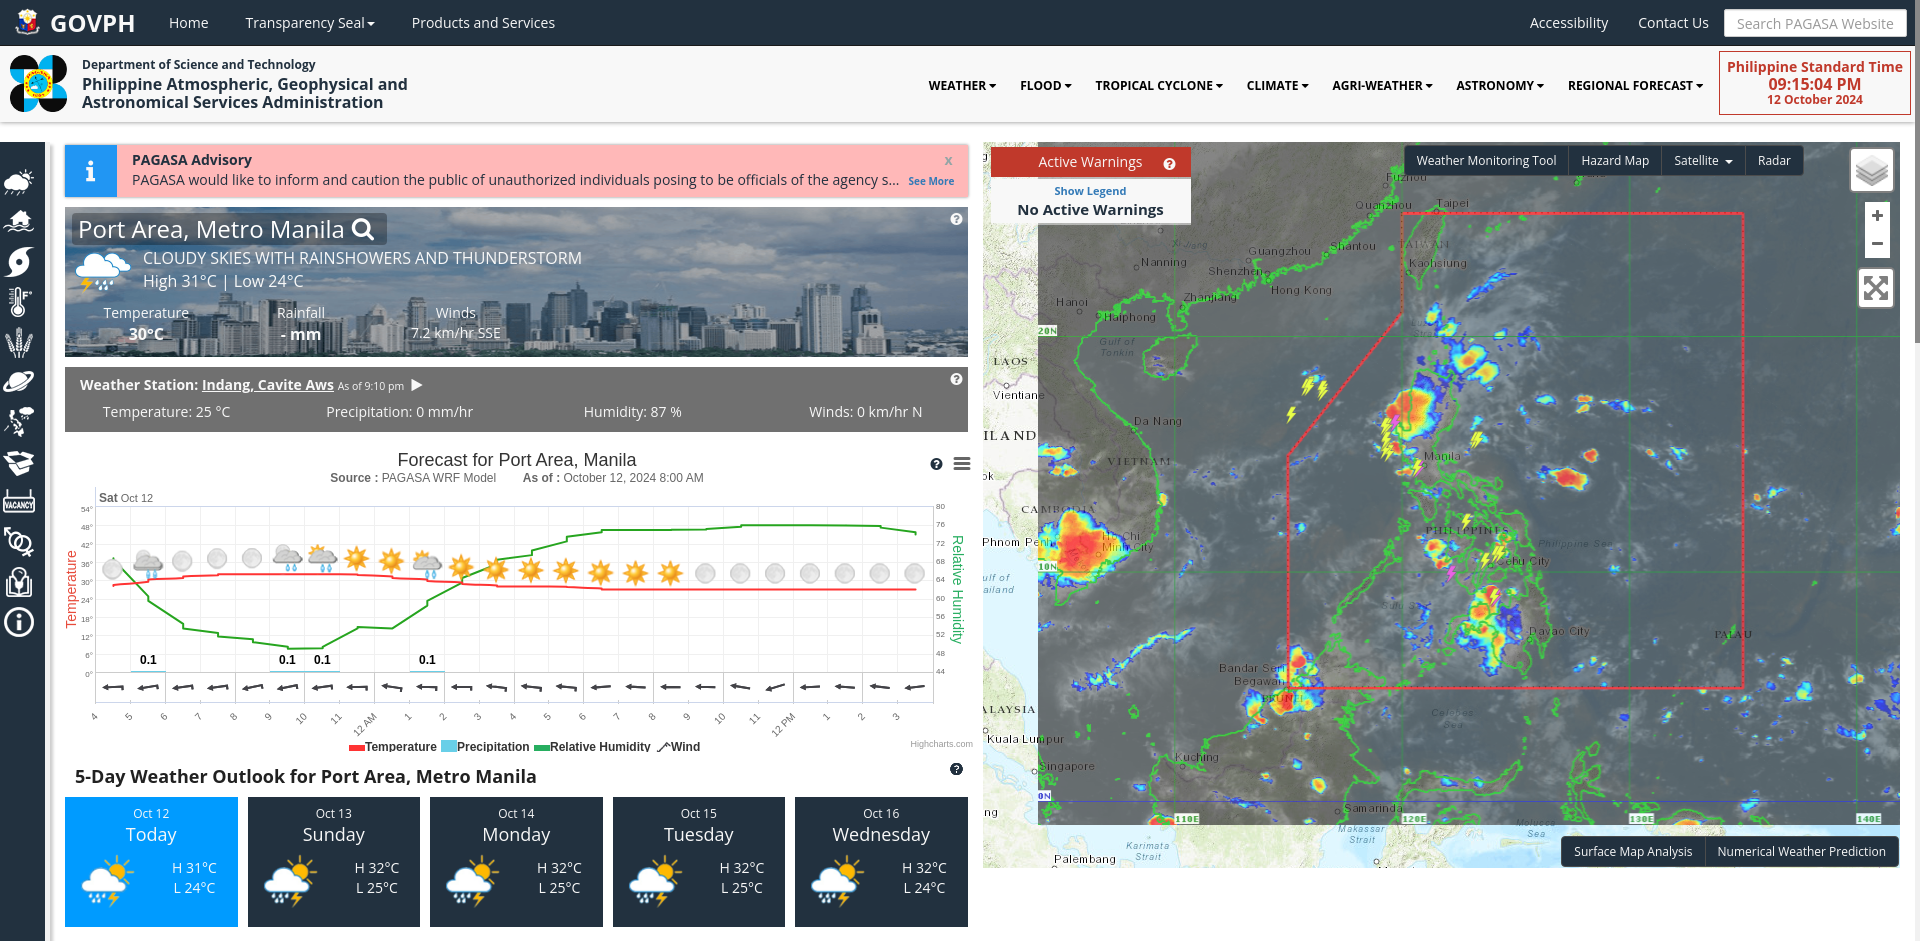 GOVPH
Home
Transparency Seal
Products and Services
Accessibility
Contact Us
Search PAGASA Website
Department of Science and Technology
Philippine Atmospheric, Geophysical and
Astronomical Services Administration
WEATHER
FLOOD
TROPICAL CYCLONE
CLIMATE
AGRI-WEATHER
ASTRONOMY
REGIONAL FORECAST
Philippine Standard Time
09:15:04 PM
12 October 2024
VACANCY
PAGASA Advisory
x
PAGASA would like to inform and caution the public of unauthorized individuals posing to be officials of the agency s... See More
Port Area, Metro Manila
CLOUDY SKIES WITH RAINSHOWERS AND THUNDERSTORM
High 31°C | Low 24°C
Temperature Rainfall Winds
30°C - mm 7.2 km/hr SSE
Weather Station: Indang, Cavite Aws As of 9:10 pm
Temperature: 25 °C Precipitation: 0 mm/hr Humidity: 87 % Winds: 0 km/hr N
Forecast for Port Area, Manila
Source : PAGASA WRF Model As of : October 12, 2024 8:00 AM
Sat Oct 12
54°
48°
42°
36°
30°
24°
18°
12°
6°
0°
Temperature
80
76
72
68
64
60
56
52
48
44
Relative Humidity
0.1 0.1 0.1 0.1
4 5 6 7 8 9 10 11 12 AM 1 2 3 4 5 6 7 8 9 10 11 12 PM 1 2 3
Temperature Precipitation Relative Humidity Wind
Highcharts.com
5-Day Weather Outlook for Port Area, Metro Manila
Oct 12
Today
H 31°C
L 24°C
Oct 13
Sunday
H 32°C
L 25°C
Oct 14
Monday
H 32°C
L 25°C
Oct 15
Tuesday
H 32°C
L 25°C
Oct 16
Wednesday
H 32°C
L 24°C
Active Warnings
Show Legend
No Active Warnings
Weather Monitoring Tool
Hazard Map
Satellite
Radar
+
−
Fuzhou
Quanzhou
Taipei
TAIWAN
Shantou
Guangzhou
Nanning
Shenzhen
Kaohsiung
Hong Kong
Zhanjiang
Hanoi
Haiphong
20N
Gulf of
Tonkin
LAOS
Vientiane
Da Nang
ILAND
VIETNAM
Manila
CAMBODIA
Phnom Penh
Ho Chi
Minh City
PHILIPPINES
Philippine Sea
Cebu City
10N
ulf of
ailand
Sulu S
Davao City
PALAU
Bandar Seri
Begawan
BRUNEI
ALAYSIA
Celebes
Sea
Kuala Lumpur
Kuching
Singapore
0N
Samarinda
110E
120E
130E
140E
Makassar
Strait
Molucca
Sea
Karimata
Strait
Palembang
Surface Map Analysis
Numerical Weather Prediction